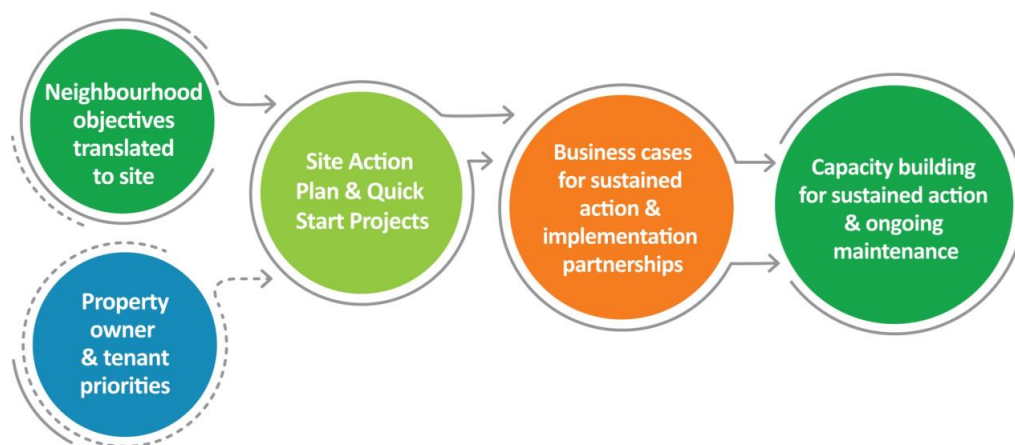 Neighbourhood
objectives
translated
to site
Property
owner
& tenant
priorities
Site Action
Plan & Quick
Start Projects
Business cases
for sustained
action &
implementation
partnerships
Capacity building
for sustained action
& ongoing
maintenance